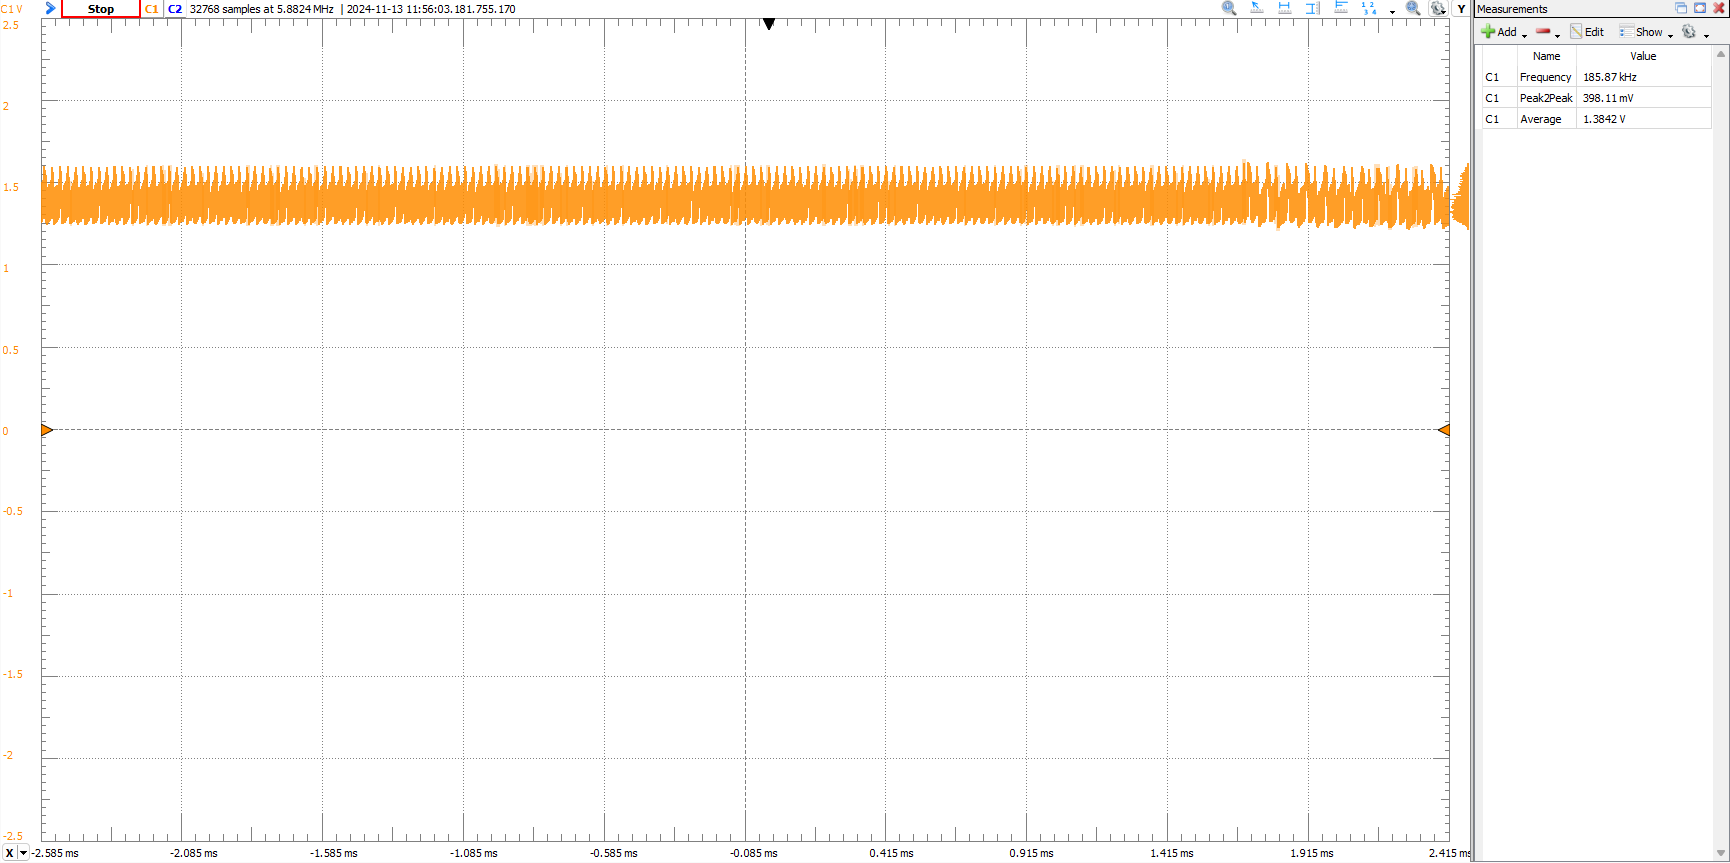 C1 V Stop C1 C2 32768 samples at 5.8824 MHz | 2024-11-13 11:56:03.181.755.170 Y
2.5
2
1.5
1
0.5
0
-0.5
-1
-1.5
-2
-2.5
X -2.585 ms -2.085 ms -1.585 ms -1.085 ms -0.585 ms -0.085 ms 0.415 ms 0.915 ms 1.415 ms 1.915 ms 2.415 ms
Measurements
Add Edit Show
Name Value
C1 Frequency 185.87 kHz
C1 Peak2Peak 398.11 mV
C1 Average 1.3842 V